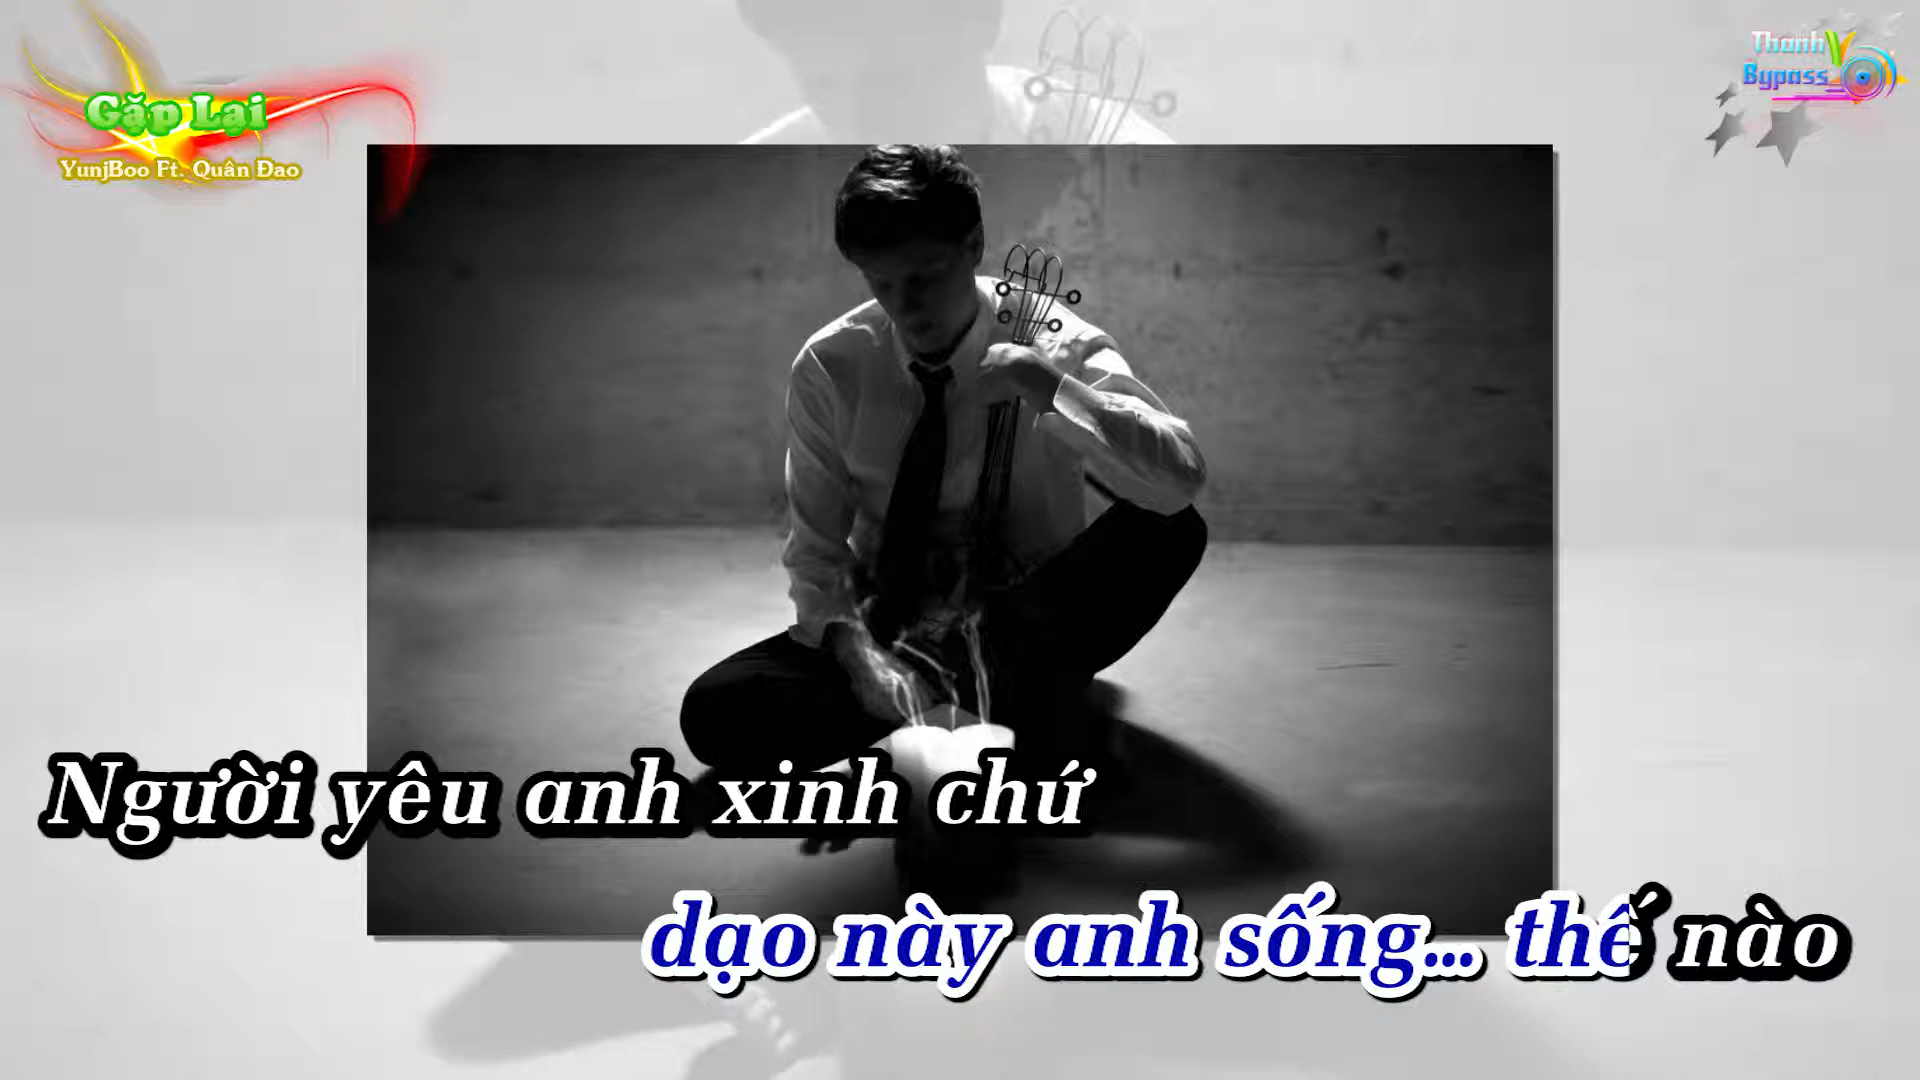 Gặp Lại
YunjBoo Ft. Quân Đao
Thanh
Bypass
Người yêu anh xinh chứ
dạo này anh sống... thế nào